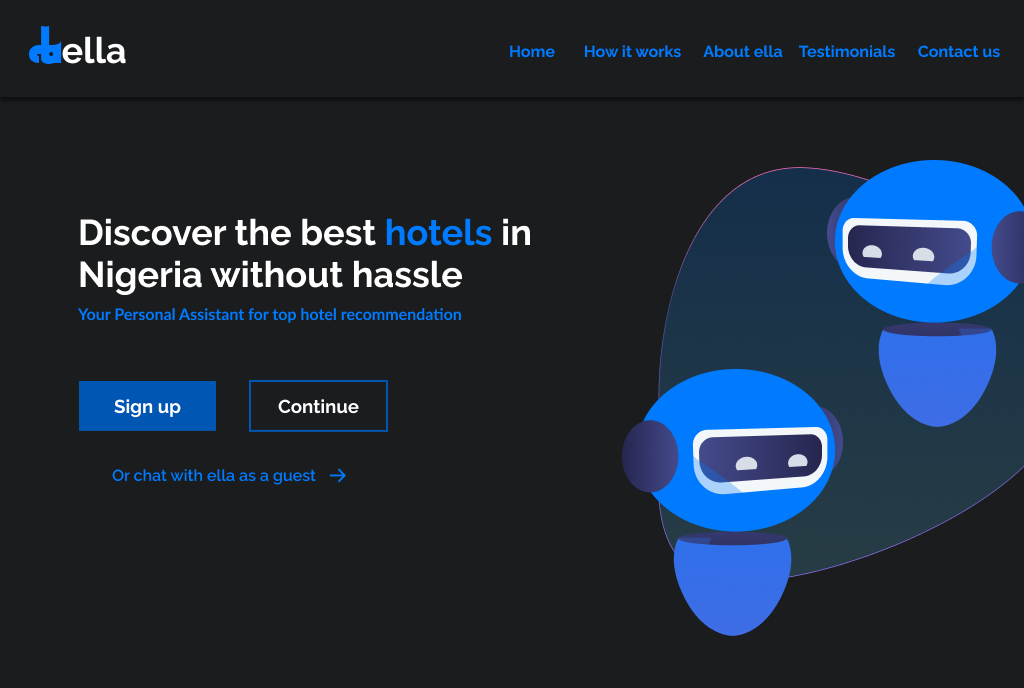 ella
Home How it works About ella Testimonials Contact us
Discover the best hotels in
Nigeria without hassle
Your Personal Assistant for top hotel recommendation
Sign up Continue
Or chat with ella as a guest →